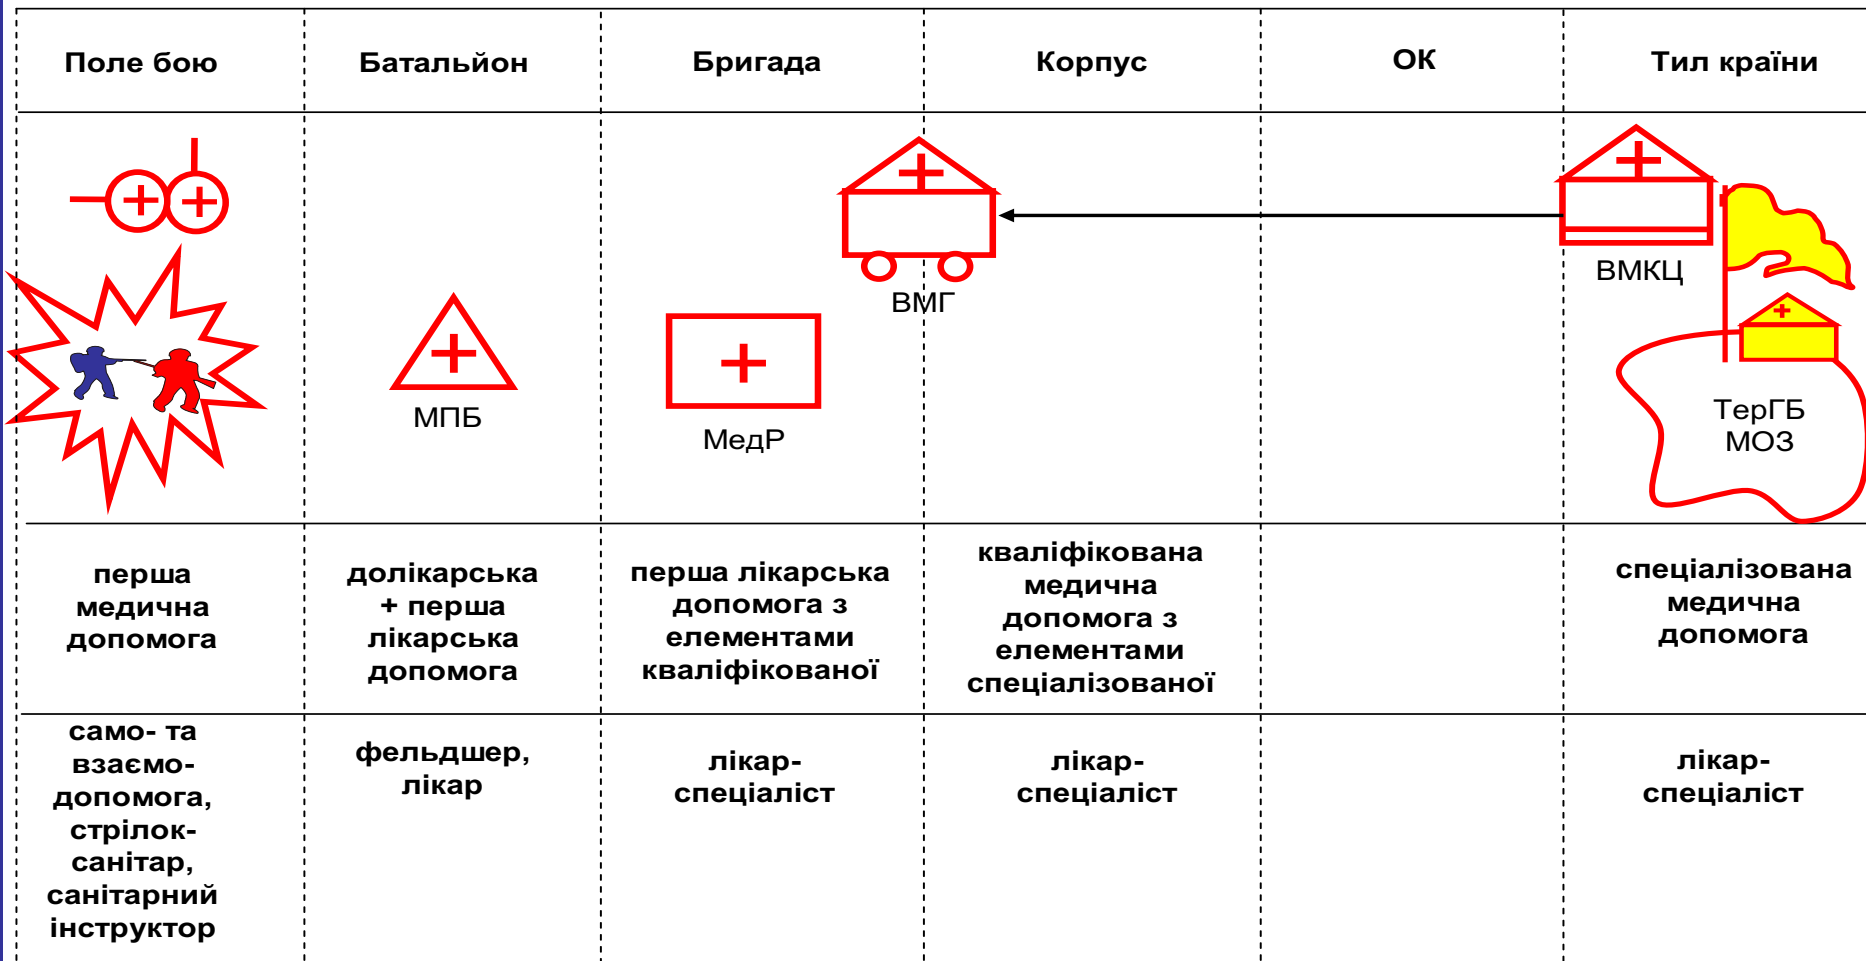 Поле бою
Батальйон
Бригада
Корпус
ОК
Тил країни
ВМГ
ВМКЦ
МПБ
МедР
ТерГБ
МОЗ
перша
медична
допомога
долікарська
+ перша
лікарська
допомога
перша лікарська
допомога з
елементами
кваліфікованої
кваліфікована
медична
допомога з
елементами
спеціалізованої
спеціалізована
медична
допомога
само- та
взаємо-
допомога,
стрілок-
санітар,
санітарний
інструктор
фельдшер,
лікар
лікар-
спеціаліст
лікар-
спеціаліст
лікар-
спеціаліст